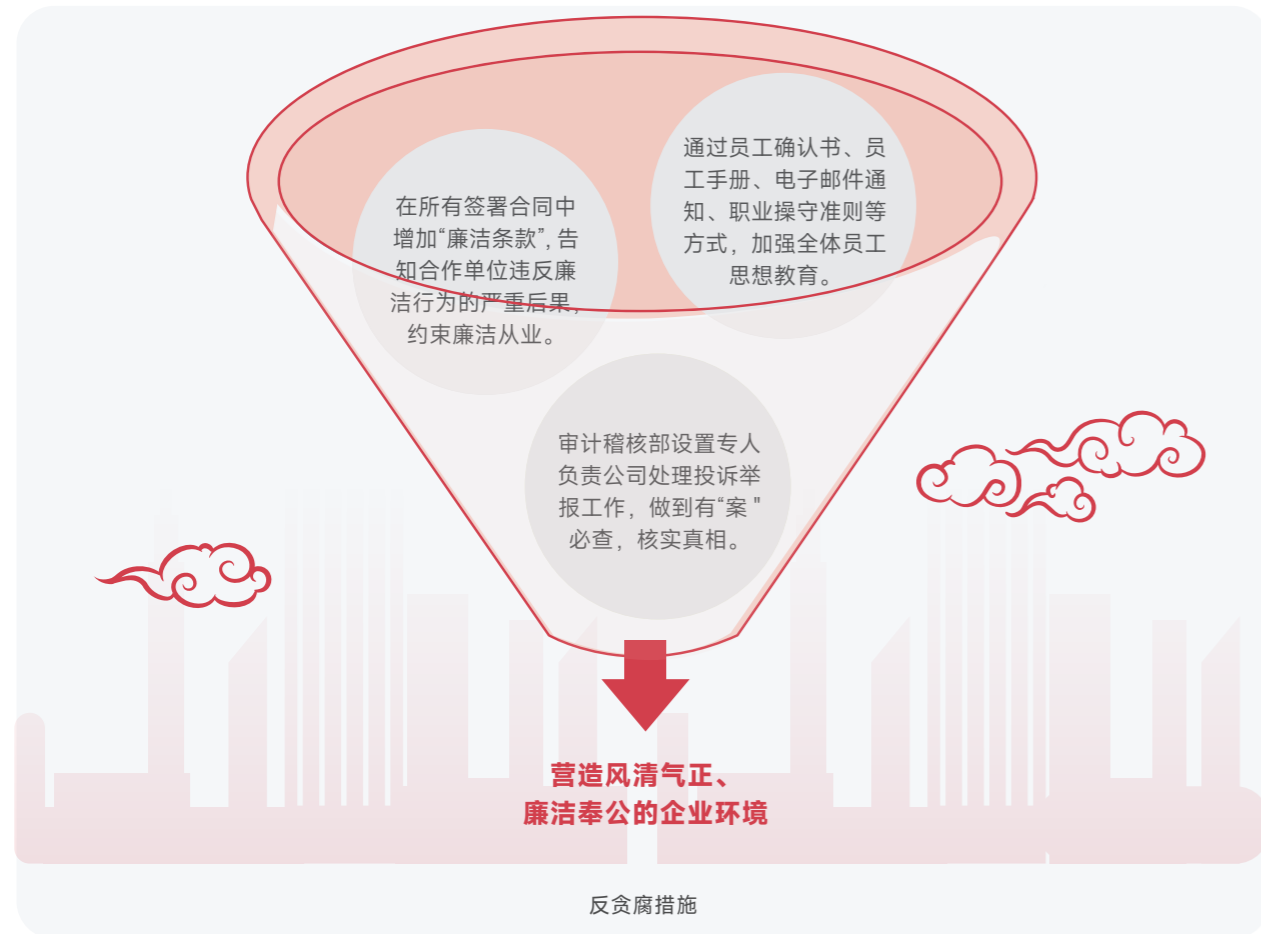 在所有签署合同中
增加“廉洁条款”, 告
知合作单位违反廉
洁行为的严重后果,
约束廉洁从业。
通过员工确认书、员
工手册、电子邮件通
知、职业操守准则等
方式，加强全体员工
思想教育。
审计稽核部设置专人
负责公司处理投诉举
报工作，做到有“案 "
必查，核实真相。
营造风清气正、
廉洁奉公的企业环境
反贪腐措施